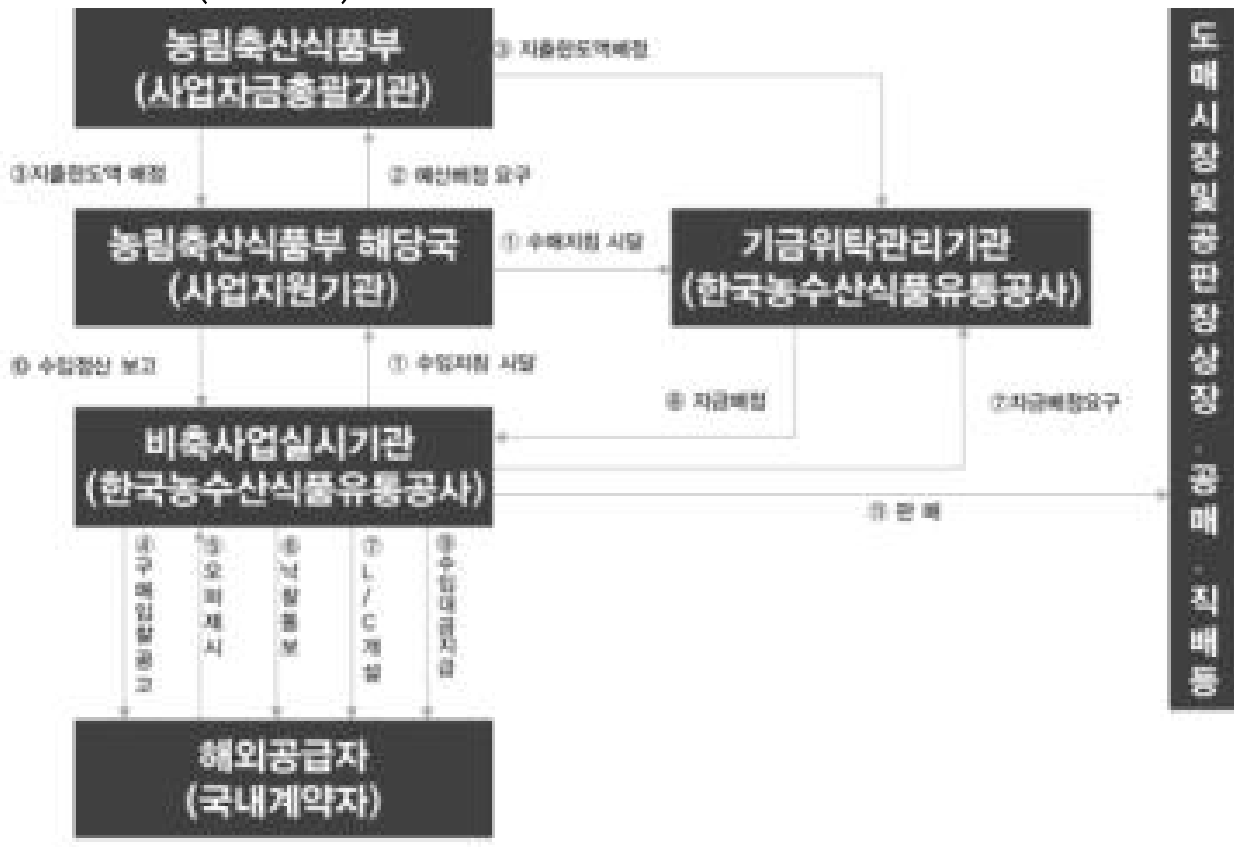 농림축산식품부
(사업자금총괄기관)
③ 지출한도액배정
③지출한도액 배정
② 예산배정 요구
농림축산식품부 해당국
(사업지원기관)
① 수매지침 시달
기금위탁관리기관
(한국농수산식품유통공사)
⑩ 수입정산 보고
① 수입지침 시달
⑧ 자금배정
⑦자금배정요구
비축사업실시기관
(한국농수산식품유통공사)
판 매
④구매입찰공고
⑤오퍼제시
⑥낙찰통보
⑦L/C개설
수입대금지급
해외공급자
(국내계약자)
도매시장및공판장상장·공매·직배등